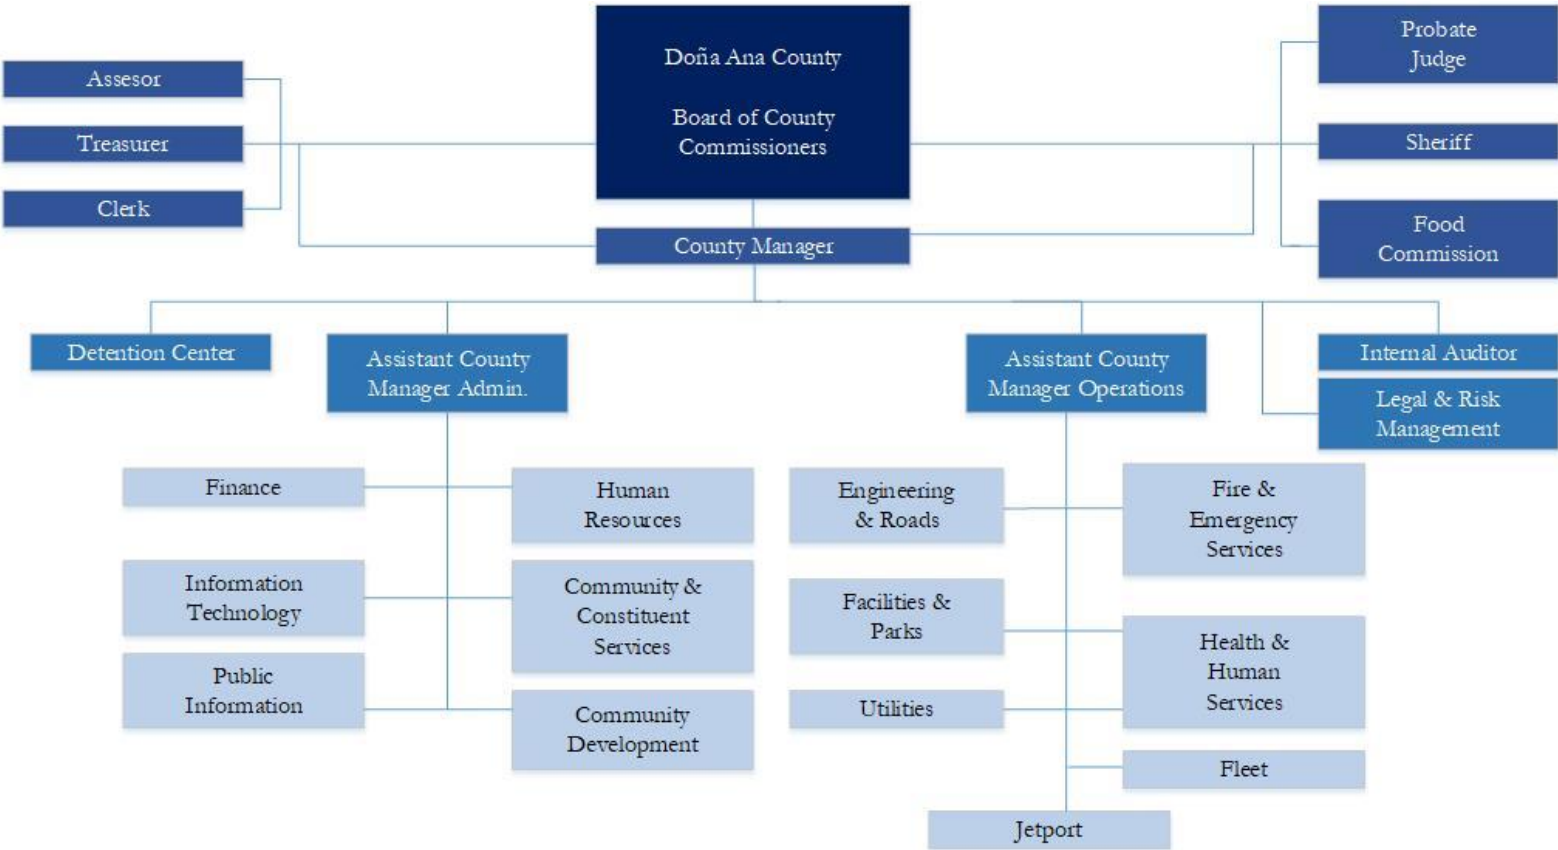 Doña Ana County
Board of County
Commissioners
Assesor
Treasurer
Clerk
Probate
Judge
Sheriff
Food
Commission
County Manager
Detention Center
Assistant County
Manager Admin.
Assistant County
Manager Operations
Internal Auditor
Legal & Risk
Management
Finance
Human
Resources
Information
Technology
Community &
Constituent
Services
Public
Information
Community
Development
Engineering
& Roads
Fire &
Emergency
Services
Facilities &
Parks
Health &
Human
Services
Utilities
Fleet
Jetport